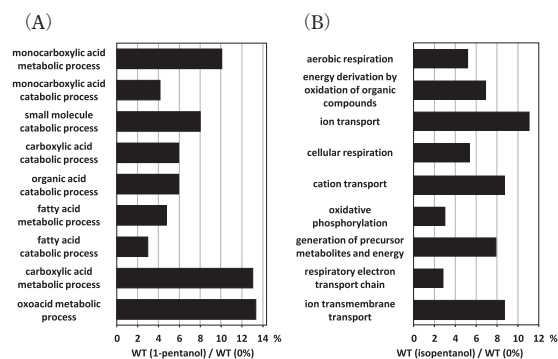 (A)
monocarboxylic acid
metabolic process
monocarboxylic acid
catabolic process
small molecule
catabolic process
carboxylic acid
catabolic process
organic acid
catabolic process
fatty acid
metabolic process
fatty acid
catabolic process
carboxylic acid
metabolic process
oxoacid metabolic
process
0 2 4 6 8 10 12 14 %
WT (1-pentanol) / WT (0%)
(B)
aerobic respiration
energy derivation by
oxidation of organic
compounds
ion transport
cellular respiration
cation transport
oxidative
phosphorylation
generation of precursor
metabolites and energy
respiratory electron
transport chain
ion transmembrane
transport
0 2 4 6 8 10 12 %
WT (isopentanol) / WT (0%)